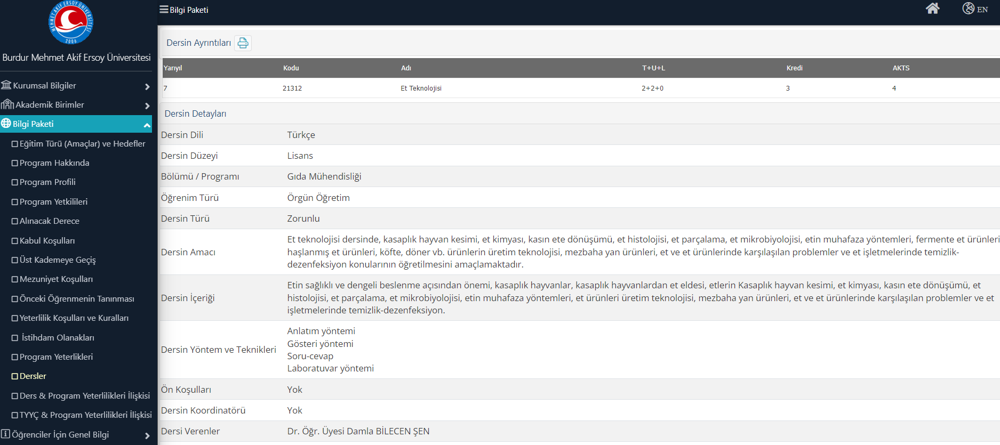 MEHMET AKİF ERSOY ÜNİVERSİTESİ
2006
Burdur Mehmet Akif Ersoy Üniversitesi
Kurumsal Bilgiler
Akademik Birimler
Bilgi Paketi
Eğitim Türü (Amaçlar) ve Hedefler
Program Hakkında
Program Profili
Program Yetkilileri
Alınacak Derece
Kabul Koşulları
Üst Kademeye Geçiş
Mezuniyet Koşulları
Önceki Öğrenmenin Tanınması
Yeterlilik Koşulları ve Kuralları
İstihdam Olanakları
Program Yeterlikleri
Dersler
Ders & Program Yeterlilikleri İlişkisi
TYYÇ & Program Yeterlilikleri İlişkisi
Öğrenciler İçin Genel Bilgi
Bilgi Paketi
EN
Dersin Ayrıntıları
Yarıyıl Kodu Adı T+U+L Kredi AKTS
7 21312 Et Teknolojisi 2+2+0 3 4
Dersin Detayları
Dersin Dili Türkçe
Dersin Düzeyi Lisans
Bölümü / Programı Gıda Mühendisliği
Öğrenim Türü Örgün Öğretim
Dersin Türü Zorunlu
Dersin Amacı
Et teknolojisi dersinde, kasaplık hayvan kesimi, et kimyası, kasın ete dönüşümü, et histolojisi, et parçalama, et mikrobiyolojisi, etin muhafaza yöntemleri, fermente et ürünleri
haşlanmış et ürünleri, köfte, döner vb. ürünlerin üretim teknolojisi, mezbaha yan ürünleri, et ve et ürünlerinde karşılaşılan problemler ve et işletmelerinde temizlik-
dezenfeksiyon konularının öğretilmesini amaçlamaktadır.
Dersin İçeriği
Etin sağlıklı ve dengeli beslenme açısından önemi, kasaplık hayvanlar, kasaplık hayvanlardan et eldesi, etlerin Kasaplık hayvan kesimi, et kimyası, kasın ete dönüşümü, et
histolojisi, et parçalama, et mikrobiyolojisi, etin muhafaza yöntemleri, et ürünleri üretim teknolojisi, mezbaha yan ürünleri, et ve et ürünlerinde karşılaşılan problemler ve et
işletmelerinde temizlik-dezenfeksiyon.
Dersin Yöntem ve Teknikleri
Anlatım yöntemi
Gösteri yöntemi
Soru-cevap
Laboratuvar yöntemi
Ön Koşulları Yok
Dersin Koordinatörü Yok
Dersi Verenler Dr. Öğr. Üyesi Damla BİLECEN ŞEN